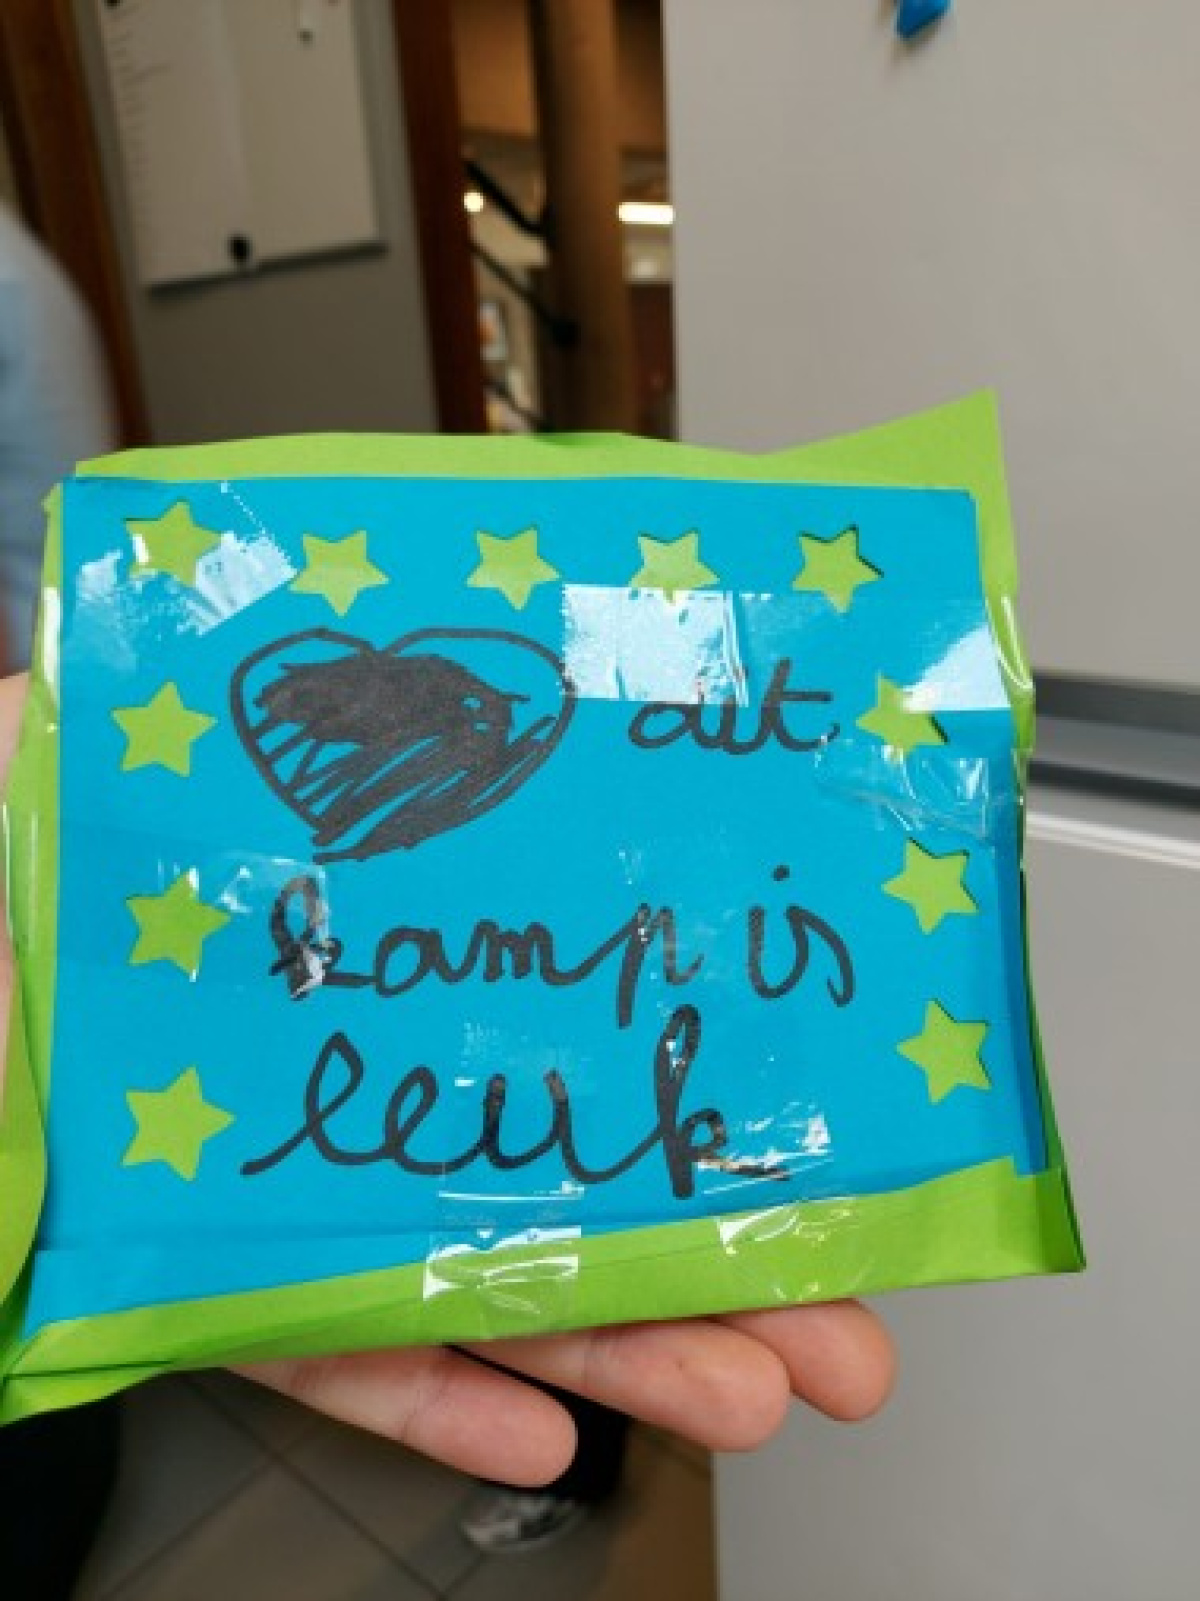 dit
kamp is
leuk